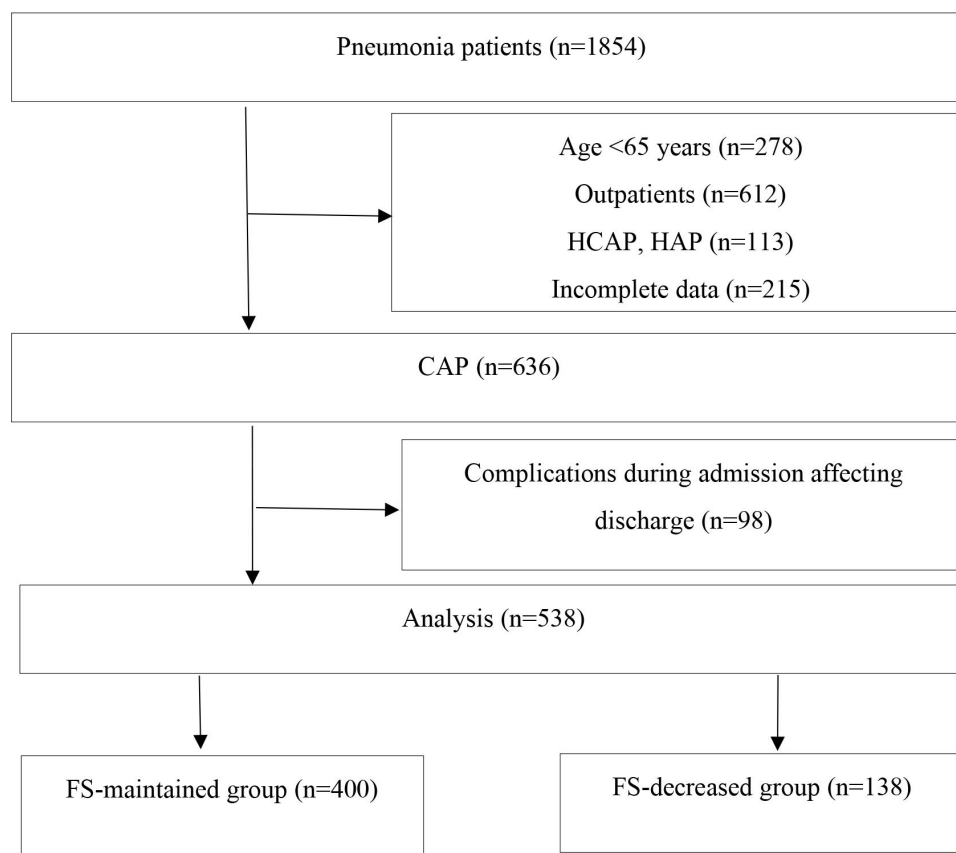 Pneumonia patients (n=1854)
Age <65 years (n=278)
Outpatients (n=612)
HCAP, HAP (n=113)
Incomplete data (n=215)
CAP (n=636)
Complications during admission affecting
discharge (n=98)
Analysis (n=538)
FS-maintained group (n=400)
FS-decreased group (n=138)